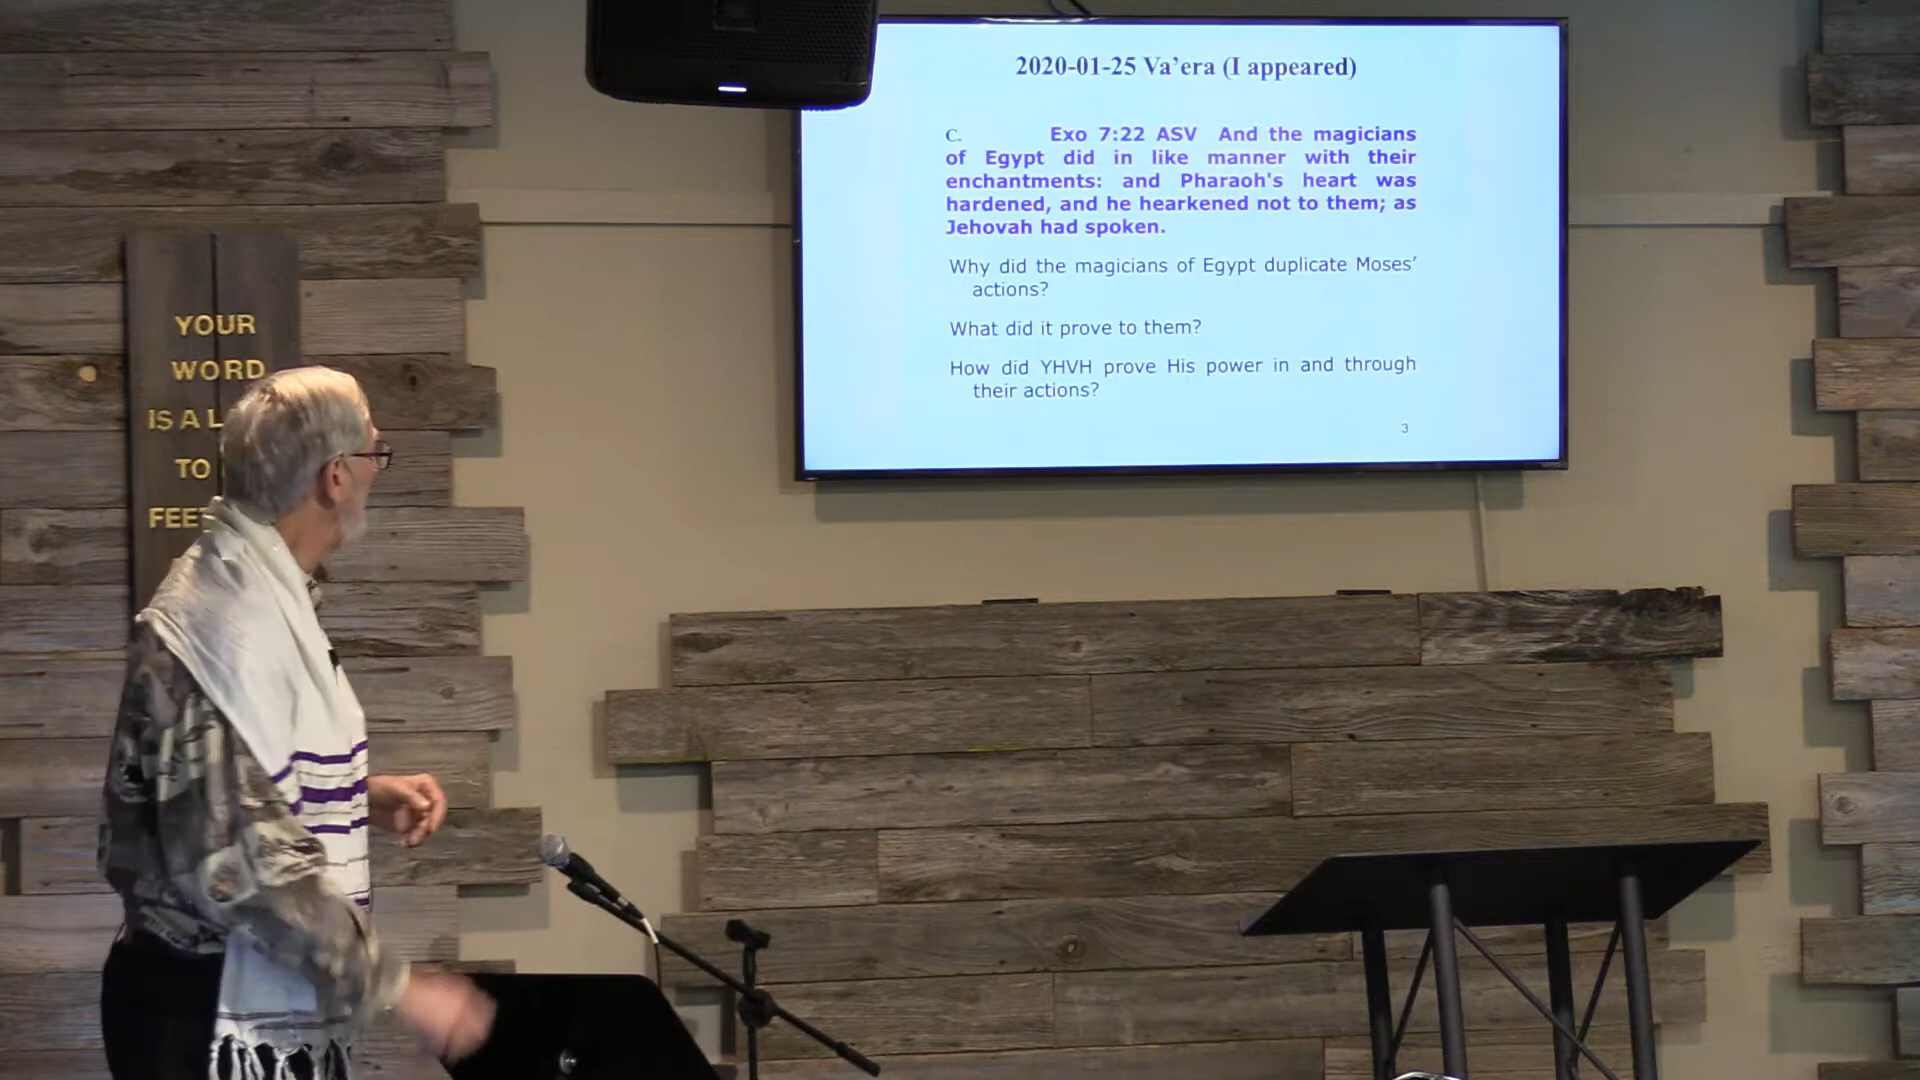 2020-01-25 Va’era (I appeared)
C. Exo 7:22 ASV And the magicians
of Egypt did in like manner with their
enchantments: and Pharaoh's heart was
hardened, and he hearkened not to them; as
Jehovah had spoken.
Why did the magicians of Egypt duplicate Moses’
actions?
What did it prove to them?
How did YHVH prove His power in and through
their actions?
3
YOUR
WORD
IS A L
TO
FEE